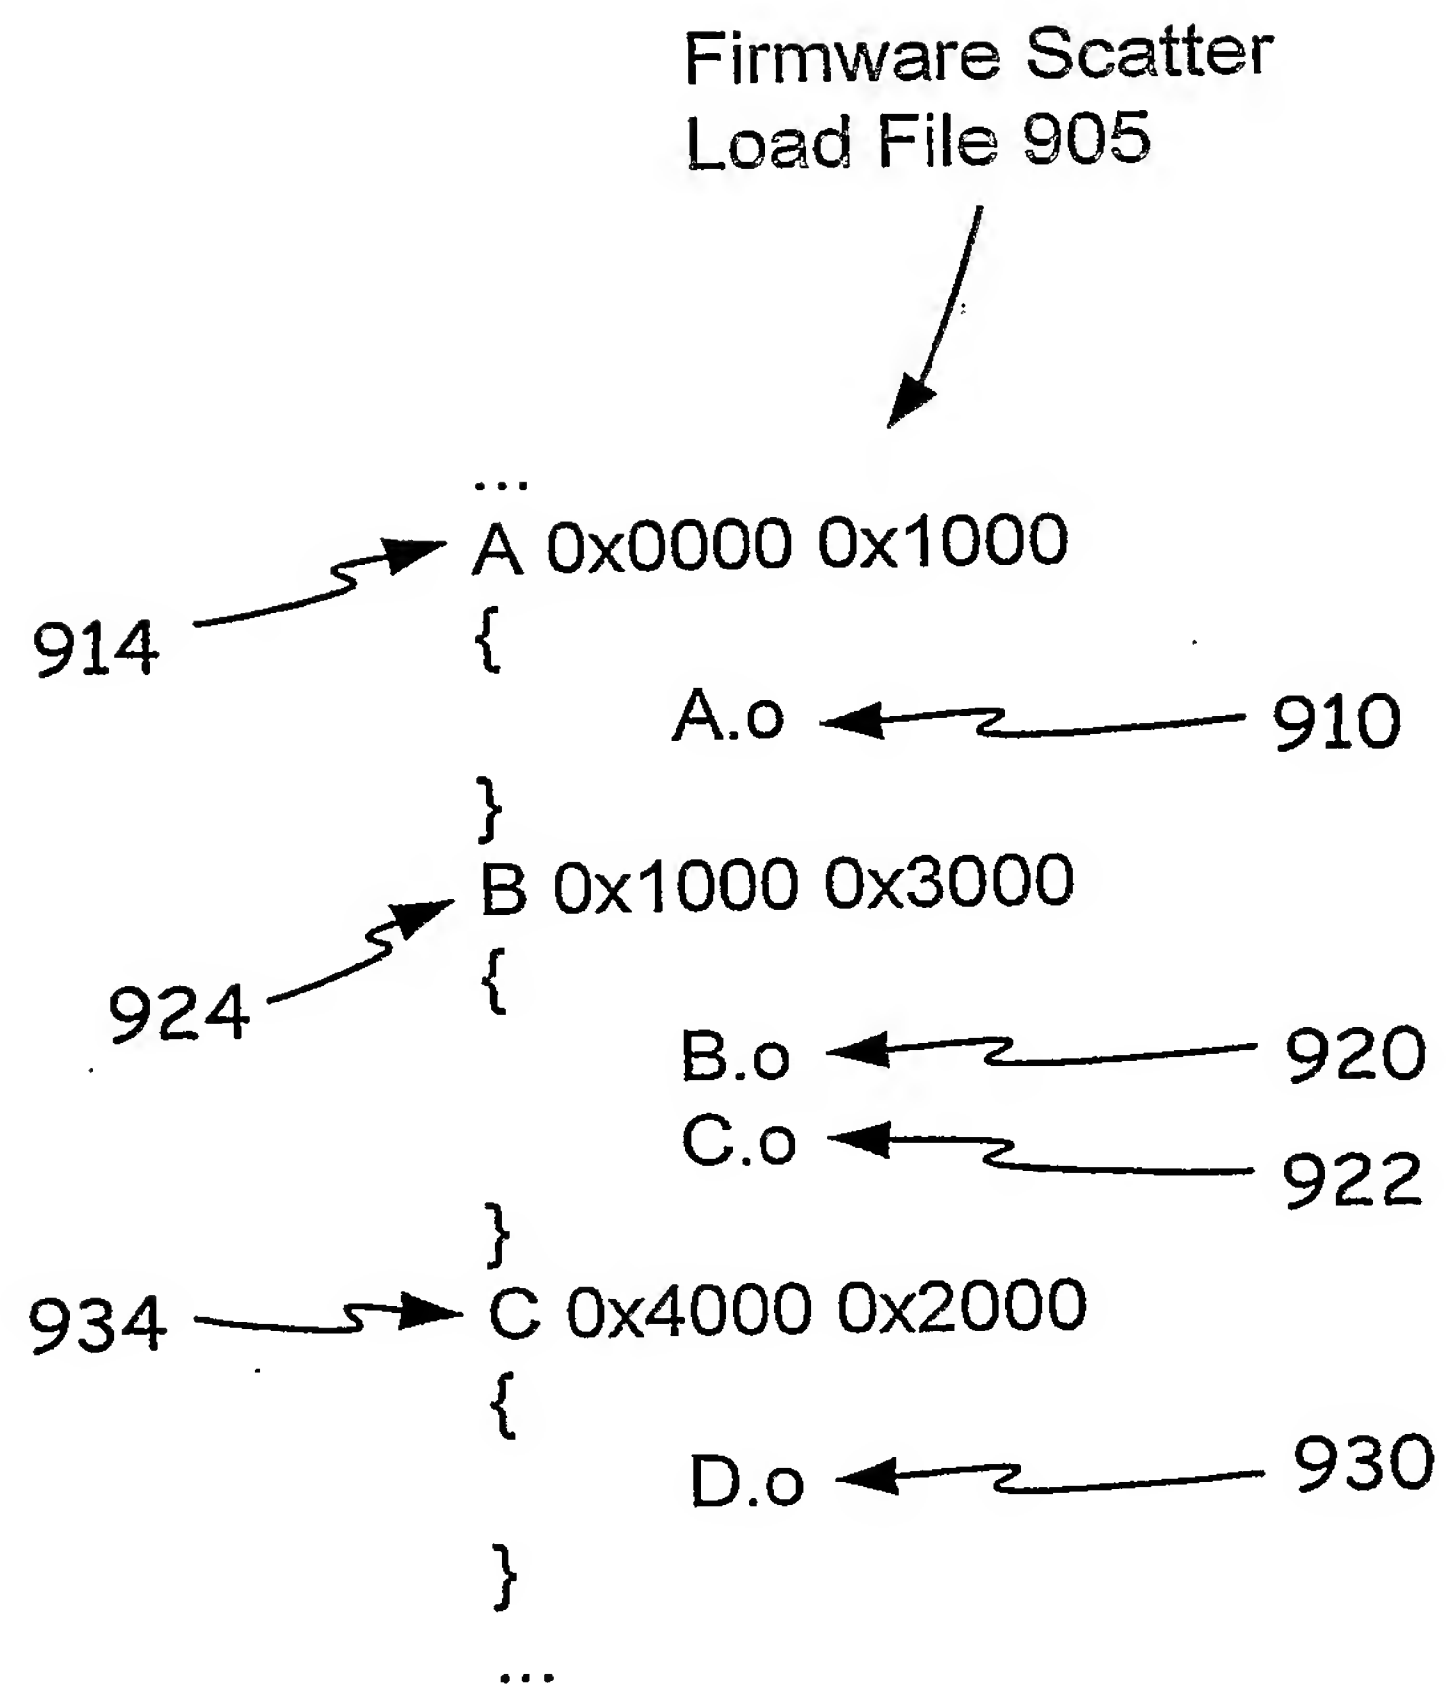 Firmware Scatter
Load File 905
...
A 0x0000 0x1000
914
{
A.o
910
}
B 0x1000 0x3000
924
{
B.o
920
C.o
922
}
C 0x4000 0x2000
934
{
D.o
930
}
...